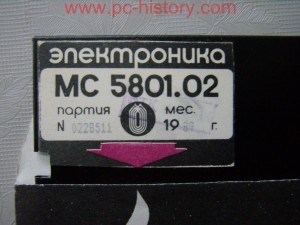 www.pc-history.com
электроника
МС 5801.02
партия мес.
N 0228511 19 г.